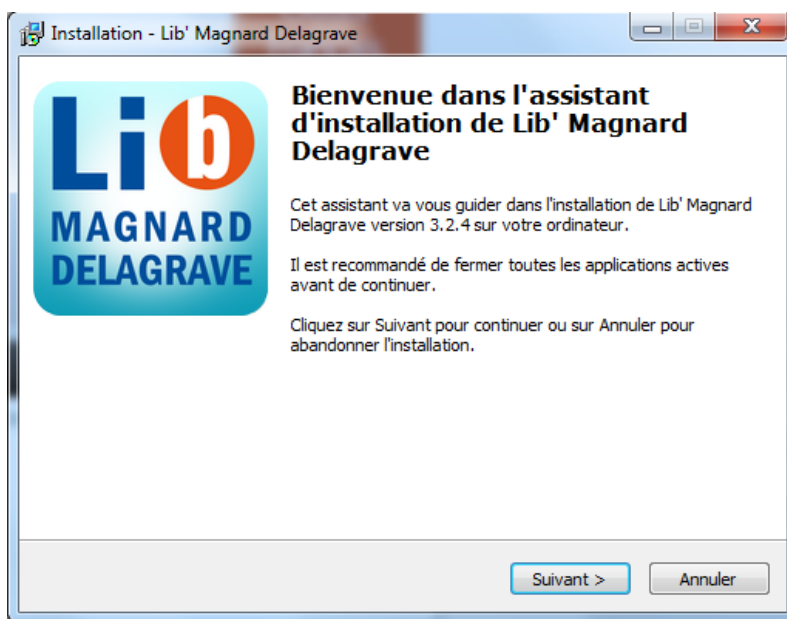 Installation - Lib' Magnard Delagrave
Lib
MAGNARD
DELAGRAVE
Bienvenue dans l'assistant
d'installation de Lib' Magnard
Delagrave
Cet assistant va vous guider dans l'installation de Lib' Magnard
Delagrave version 3.2.4 sur votre ordinateur.
Il est recommandé de fermer toutes les applications actives
avant de continuer.
Cliquez sur Suivant pour continuer ou sur Annuler pour
abandonner l'installation.
Suivant >
Annuler